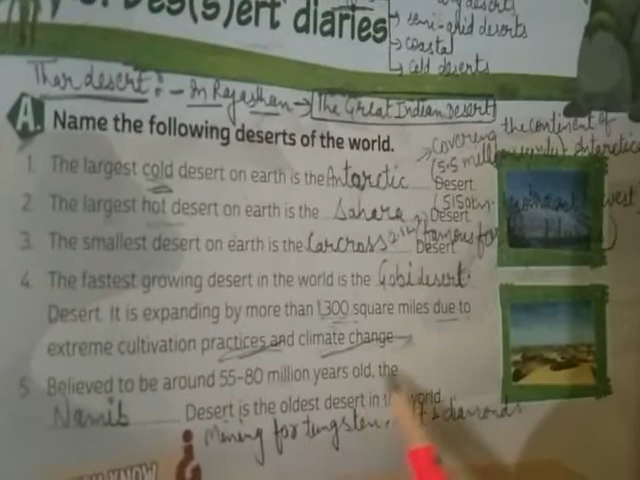 Des(s)ert diaries
semi-arid deserts
→ coastal
→ cold deserts
Thar desert :- In Rajasthan → The Great Indian Desert
A. Name the following deserts of the world.
→ Covering the continent of Antarctica
1. The largest cold desert on earth is the Antarctic Desert
2. The largest hot desert on earth is the Sahara Desert
3. The smallest desert on earth is the Carcross Desert
4. The fastest growing desert in the world is the Gobi desert.
Desert. It is expanding by more than 1,300 square miles due to
extreme cultivation practices and climate change
5. Believed to be around 55–80 million years old, the
Namib Desert is the oldest desert in world
Mining for tungsten, & diamonds
KNOW